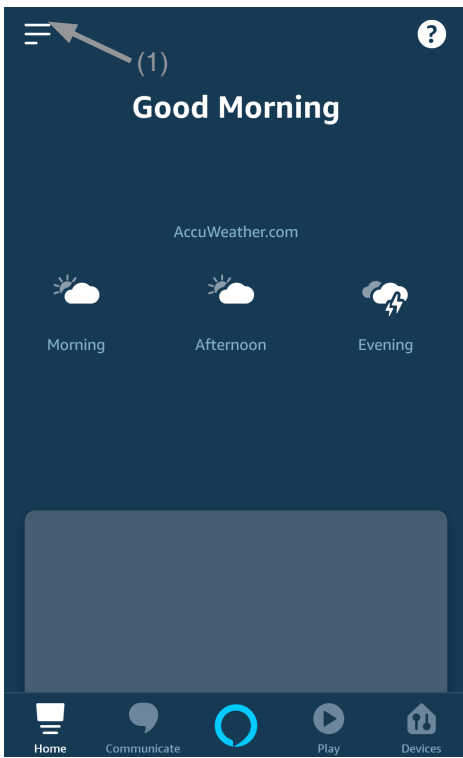 ?
(1)
Good Morning
AccuWeather.com
Morning Afternoon Evening
Home Communicate Play Devices